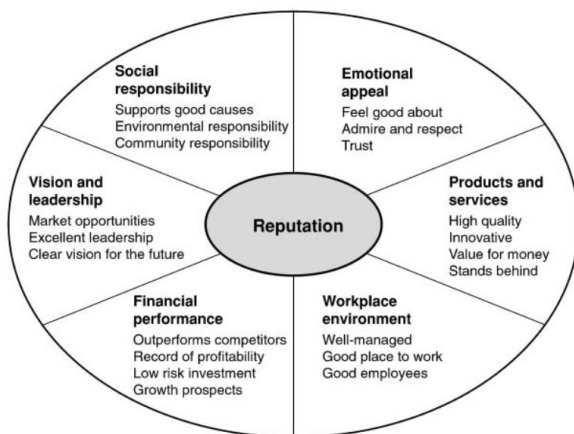 Social
responsibility
Supports good causes
Environmental responsibility
Community responsibility
Emotional
appeal
Feel good about
Admire and respect
Trust
Vision and
leadership
Market opportunities
Excellent leadership
Clear vision for the future
Reputation
Products and
services
High quality
Innovative
Value for money
Stands behind
Financial
performance
Outperforms competitors
Record of profitability
Low risk investment
Growth prospects
Workplace
environment
Well-managed
Good place to work
Good employees